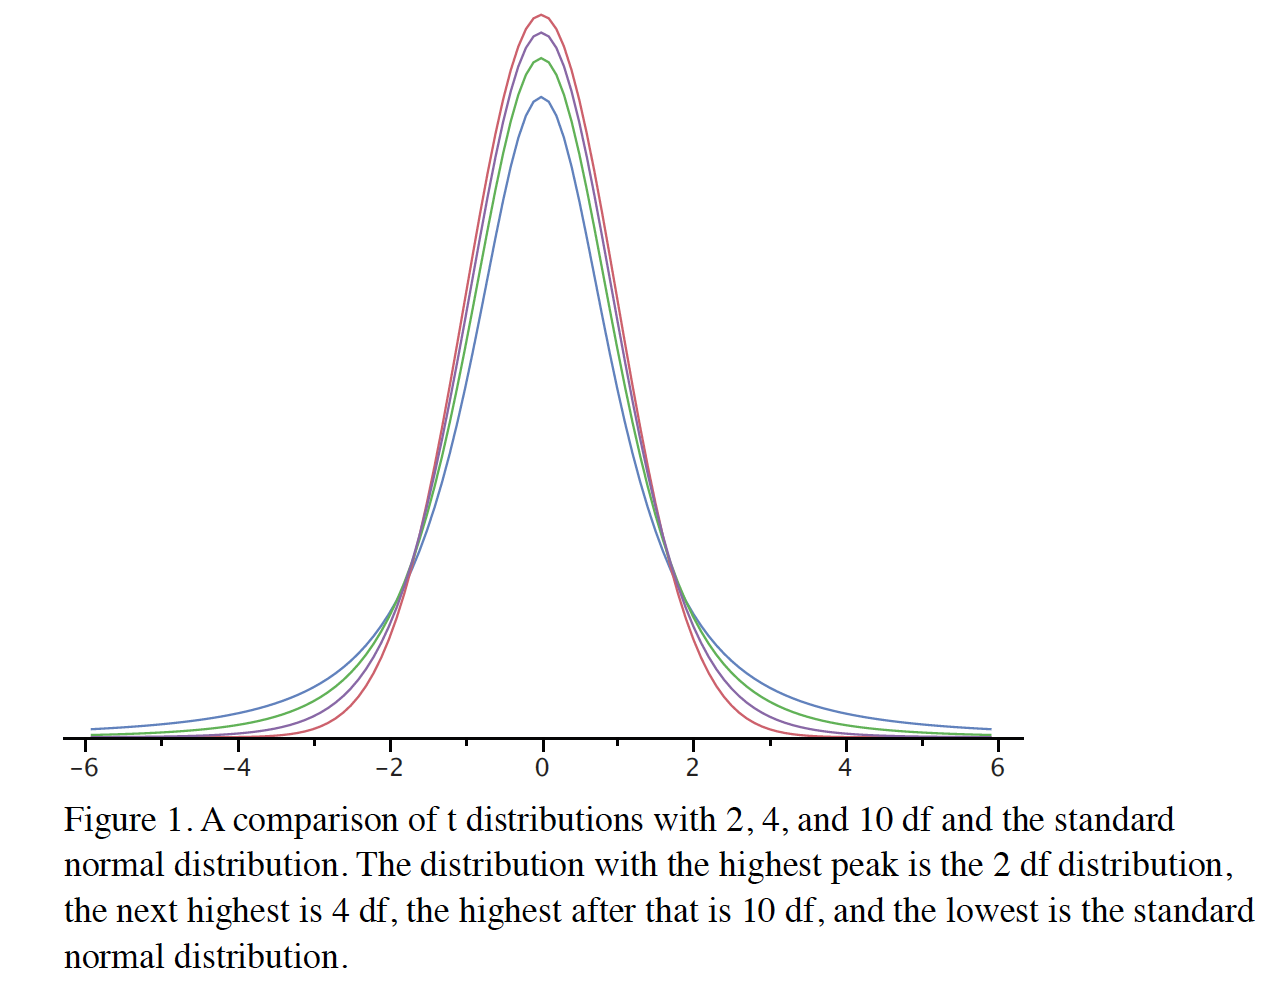 −6 −4 −2 0 2 4 6
Figure 1. A comparison of t distributions with 2, 4, and 10 df and the standard
normal distribution. The distribution with the highest peak is the 2 df distribution,
the next highest is 4 df, the highest after that is 10 df, and the lowest is the standard
normal distribution.